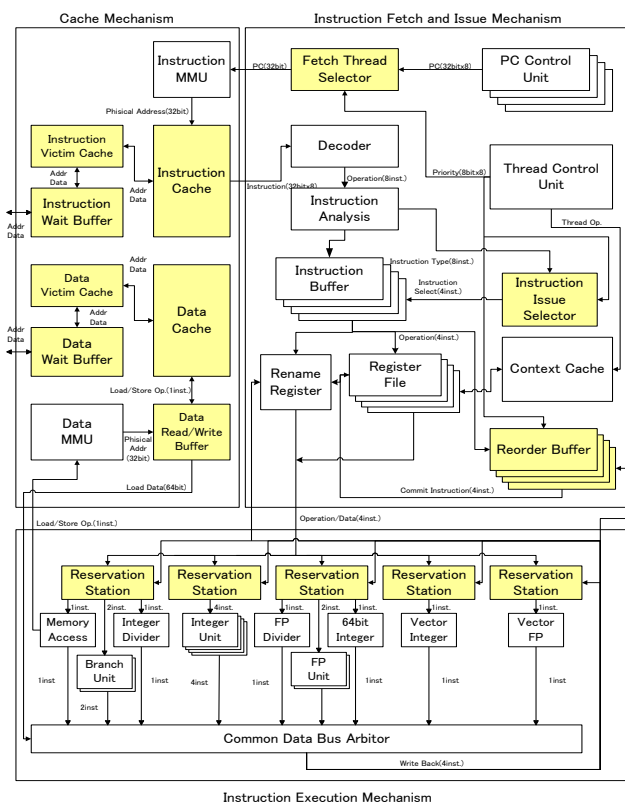 Cache Mechanism
Instruction Fetch and Issue Mechanism
Instruction
MMU
PC(32bit)
Fetch Thread
Selector
PC(32bitx8)
PC Control
Unit
Phisical Address(32bit)
Instruction
Victim Cache
Addr
Data
Addr
Data
Instruction
Wait Buffer
Addr
Data
Instruction
Cache
Instruction(32bitx8)
Decoder
Operation(8inst.)
Priority(8bitx8)
Thread Control
Unit
Thread Op.
Instruction
Analysis
Instruction Type(8inst.)
Instruction
Buffer
Instruction
Select(4inst.)
Instruction
Issue
Selector
Data
Victim Cache
Addr
Data
Addr
Data
Data
Wait Buffer
Addr
Data
Data
Cache
Operation(4inst.)
Rename
Register
Register
File
Context Cache
Load/Store Op.(1inst.)
Data
MMU
Phisical
Addr
(32bit)
Data
Read/Write
Buffer
Reorder Buffer
Load Data(64bit)
Commit Instruction(4inst.)
Load/Store Op.(1inst.)
Operation/Data(4inst.)
Reservation
Station
Reservation
Station
Reservation
Station
Reservation
Station
Reservation
Station
1inst.
2inst.
1inst.
4inst.
1inst.
2inst.
1inst.
1inst.
1inst.
Memory
Access
Integer
Divider
Integer
Unit
FP
Divider
64bit
Integer
Vector
Integer
Vector
FP
Branch
Unit
FP
Unit
1inst
2inst
1inst
4inst
1inst
1inst
1inst
1inst
Common Data Bus Arbitor
Write Back(4inst.)
Instruction Execution Mechanism